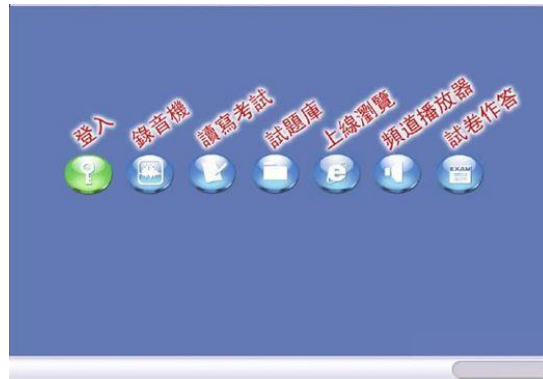 登入
錄音機
讀寫考試
試題庫
上線瀏覽
頻道播放器
試卷作答
EXAM